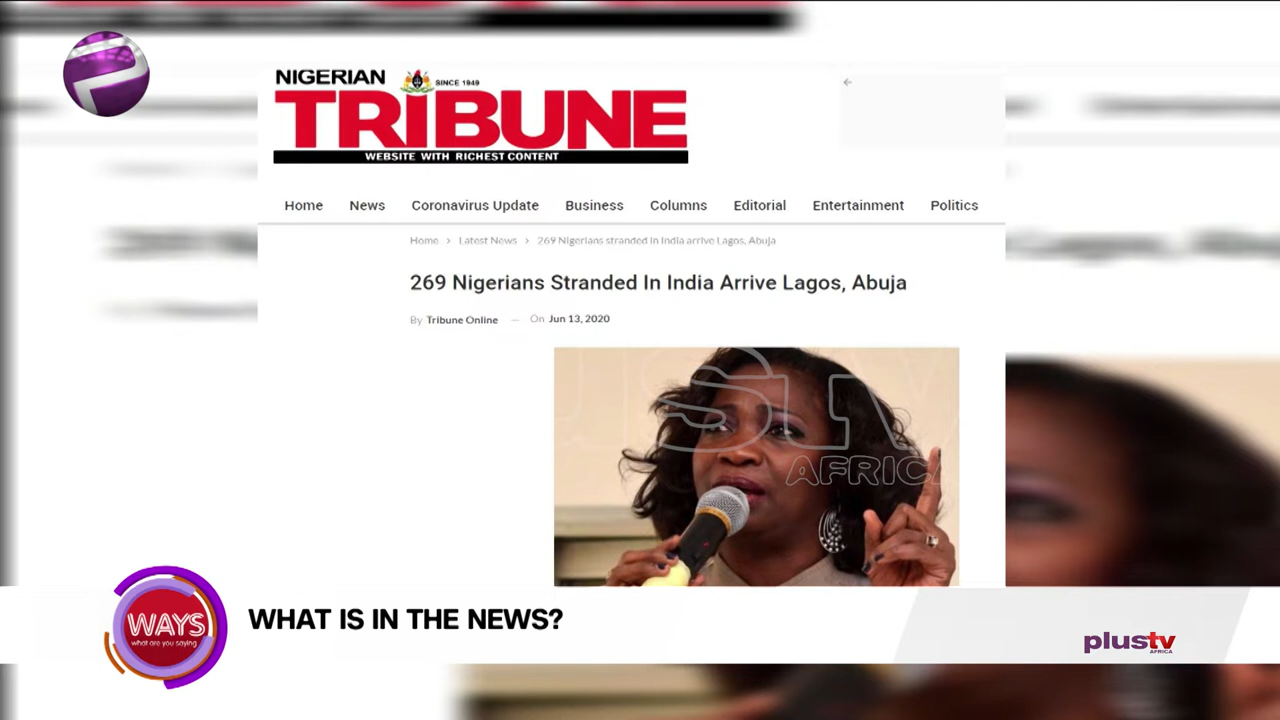 NIGERIAN
SINCE 1949
TRIBUNE
WEBSITE WITH RICHEST CONTENT
Home News Coronavirus Update Business Columns Editorial Entertainment Politics
Home > Latest News > 269 Nigerians stranded in India arrive Lagos, Abuja
269 Nigerians Stranded In India Arrive Lagos, Abuja
By Tribune Online — On Jun 13, 2020
AFRICA
WAYS
what are you saying
WHAT IS IN THE NEWS?
plustv
AFRICA